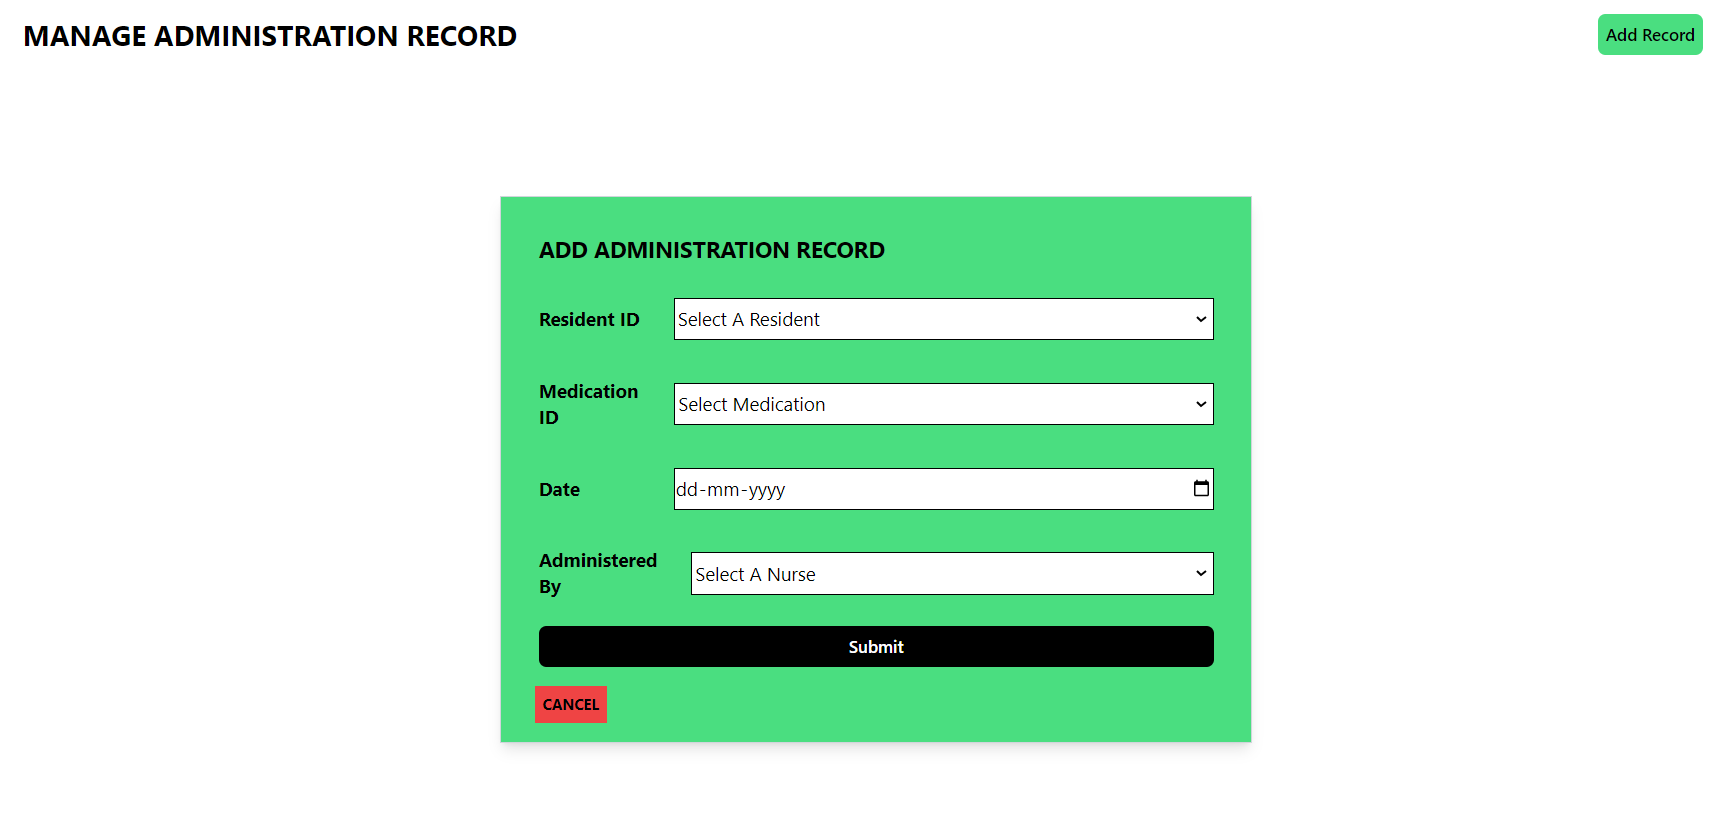 MANAGE ADMINISTRATION RECORD
Add Record
ADD ADMINISTRATION RECORD
Resident ID
Select A Resident
Medication
ID
Select Medication
Date
dd-mm-yyyy
Administered
By
Select A Nurse
Submit
CANCEL